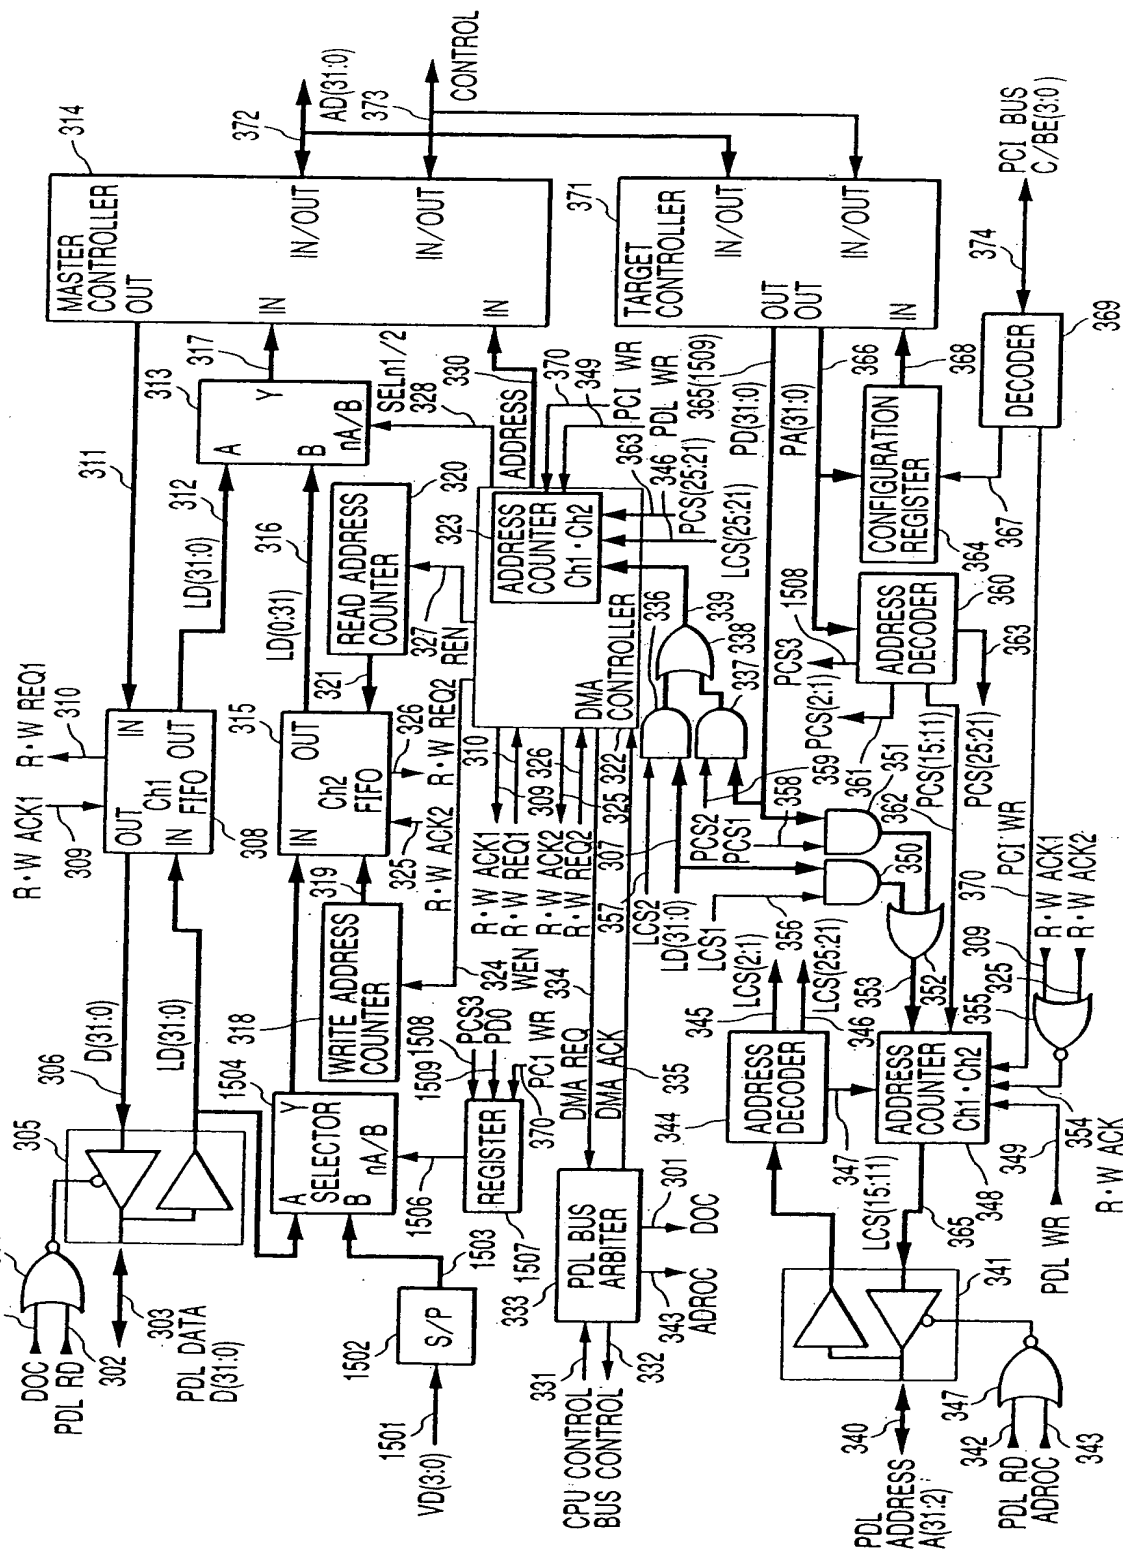 DOC
PDL RD
302
303
PDL DATA
D(31:0)
305
306
D(31:0)
LD(31:0)
R·W ACK1
309
R·W REQ1
310
OUT
IN
Ch1
FIFO
IN
OUT
308
LD(31:0)
312
311
313
A
B
Y
nA/B
317
314
MASTER
CONTROLLER
OUT
IN
IN/OUT
IN/OUT
IN
372
AD(31:0)
373
CONTROL
1501
VD(3:0)
1502
S/P
1503
1504
A
SELECTOR
B
Y
nA/B
1506
1507
REGISTER
1508
PCS3
1509
PD0
370
PCI WR
318
WRITE ADDRESS
COUNTER
319
324
WEN
315
IN
OUT
Ch2
FIFO
325
R·W ACK2
326
R·W REQ2
LD(0:31)
316
321
READ ADDRESS
COUNTER
320
327
REN
SELn1/2
328
330
ADDRESS
323
ADDRESS
COUNTER
Ch1·Ch2
DMA
CONTROLLER
322
370
349
PCI WR
PDL WR
363
346
PCS(25:21)
LCS(25:21)
R·W ACK1
R·W REQ1
R·W ACK2
R·W REQ2
309
310
325
326
CPU CONTROL
BUS CONTROL
331
332
333
PDL BUS
ARBITER
301
DOC
343
ADROC
DMA REQ
334
DMA ACK
335
357
LCS2
LD(31:0)
307
PCS2
PCS1
359
358
336
337
338
339
LCS1
356
350
351
362
352
353
371
TARGET
CONTROLLER
OUT
OUT
IN/OUT
IN/OUT
IN
365(1509)
PD(31:0)
PA(31:0)
366
368
CONFIGURATION
REGISTER
364
367
DECODER
369
374
PCI BUS
C/BE(3:0)
1508
PCS3
ADDRESS
DECODER
360
361
PCS(2:1)
PCS(15:11)
363
PCS(25:21)
PCI WR
370
344
ADDRESS
DECODER
345
LCS(2:1)
346
LCS(25:21)
347
ADDRESS
COUNTER
Ch1·Ch2
348
LCS(15:11)
365
349
PDL WR
354
R·W ACK
355
309
325
R·W ACK1
R·W ACK2
341
340
PDL
ADDRESS
A(31:2)
347
342
PDL RD
ADROC
343